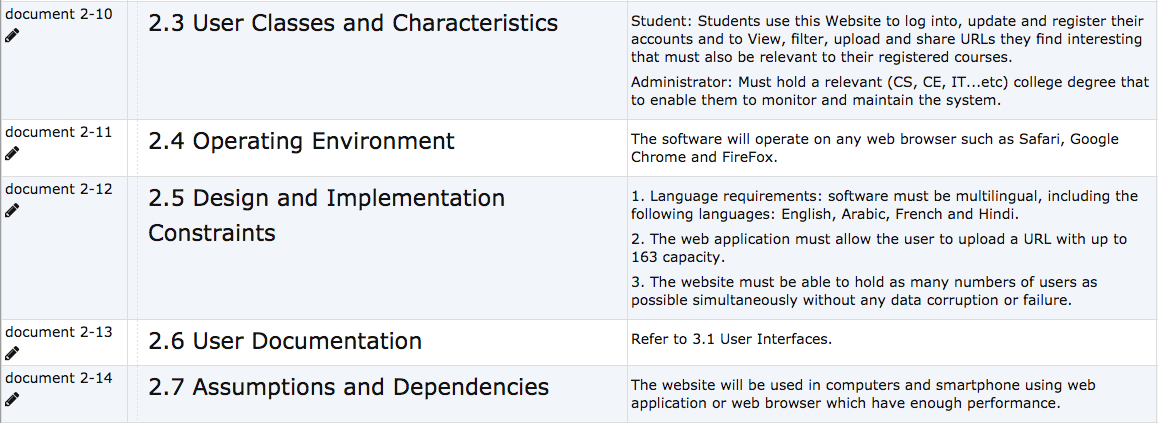 document 2-10
2.3 User Classes and Characteristics
Student: Students use this Website to log into, update and register their
accounts and to View, filter, upload and share URLs they find interesting
that must also be relevant to their registered courses.
Administrator: Must hold a relevant (CS, CE, IT...etc) college degree that
to enable them to monitor and maintain the system.
document 2-11
2.4 Operating Environment
The software will operate on any web browser such as Safari, Google
Chrome and FireFox.
document 2-12
2.5 Design and Implementation
Constraints
1. Language requirements: software must be multilingual, including the
following languages: English, Arabic, French and Hindi.
2. The web application must allow the user to upload a URL with up to
163 capacity.
3. The website must be able to hold as many numbers of users as
possible simultaneously without any data corruption or failure.
document 2-13
2.6 User Documentation
Refer to 3.1 User Interfaces.
document 2-14
2.7 Assumptions and Dependencies
The website will be used in computers and smartphone using web
application or web browser which have enough performance.